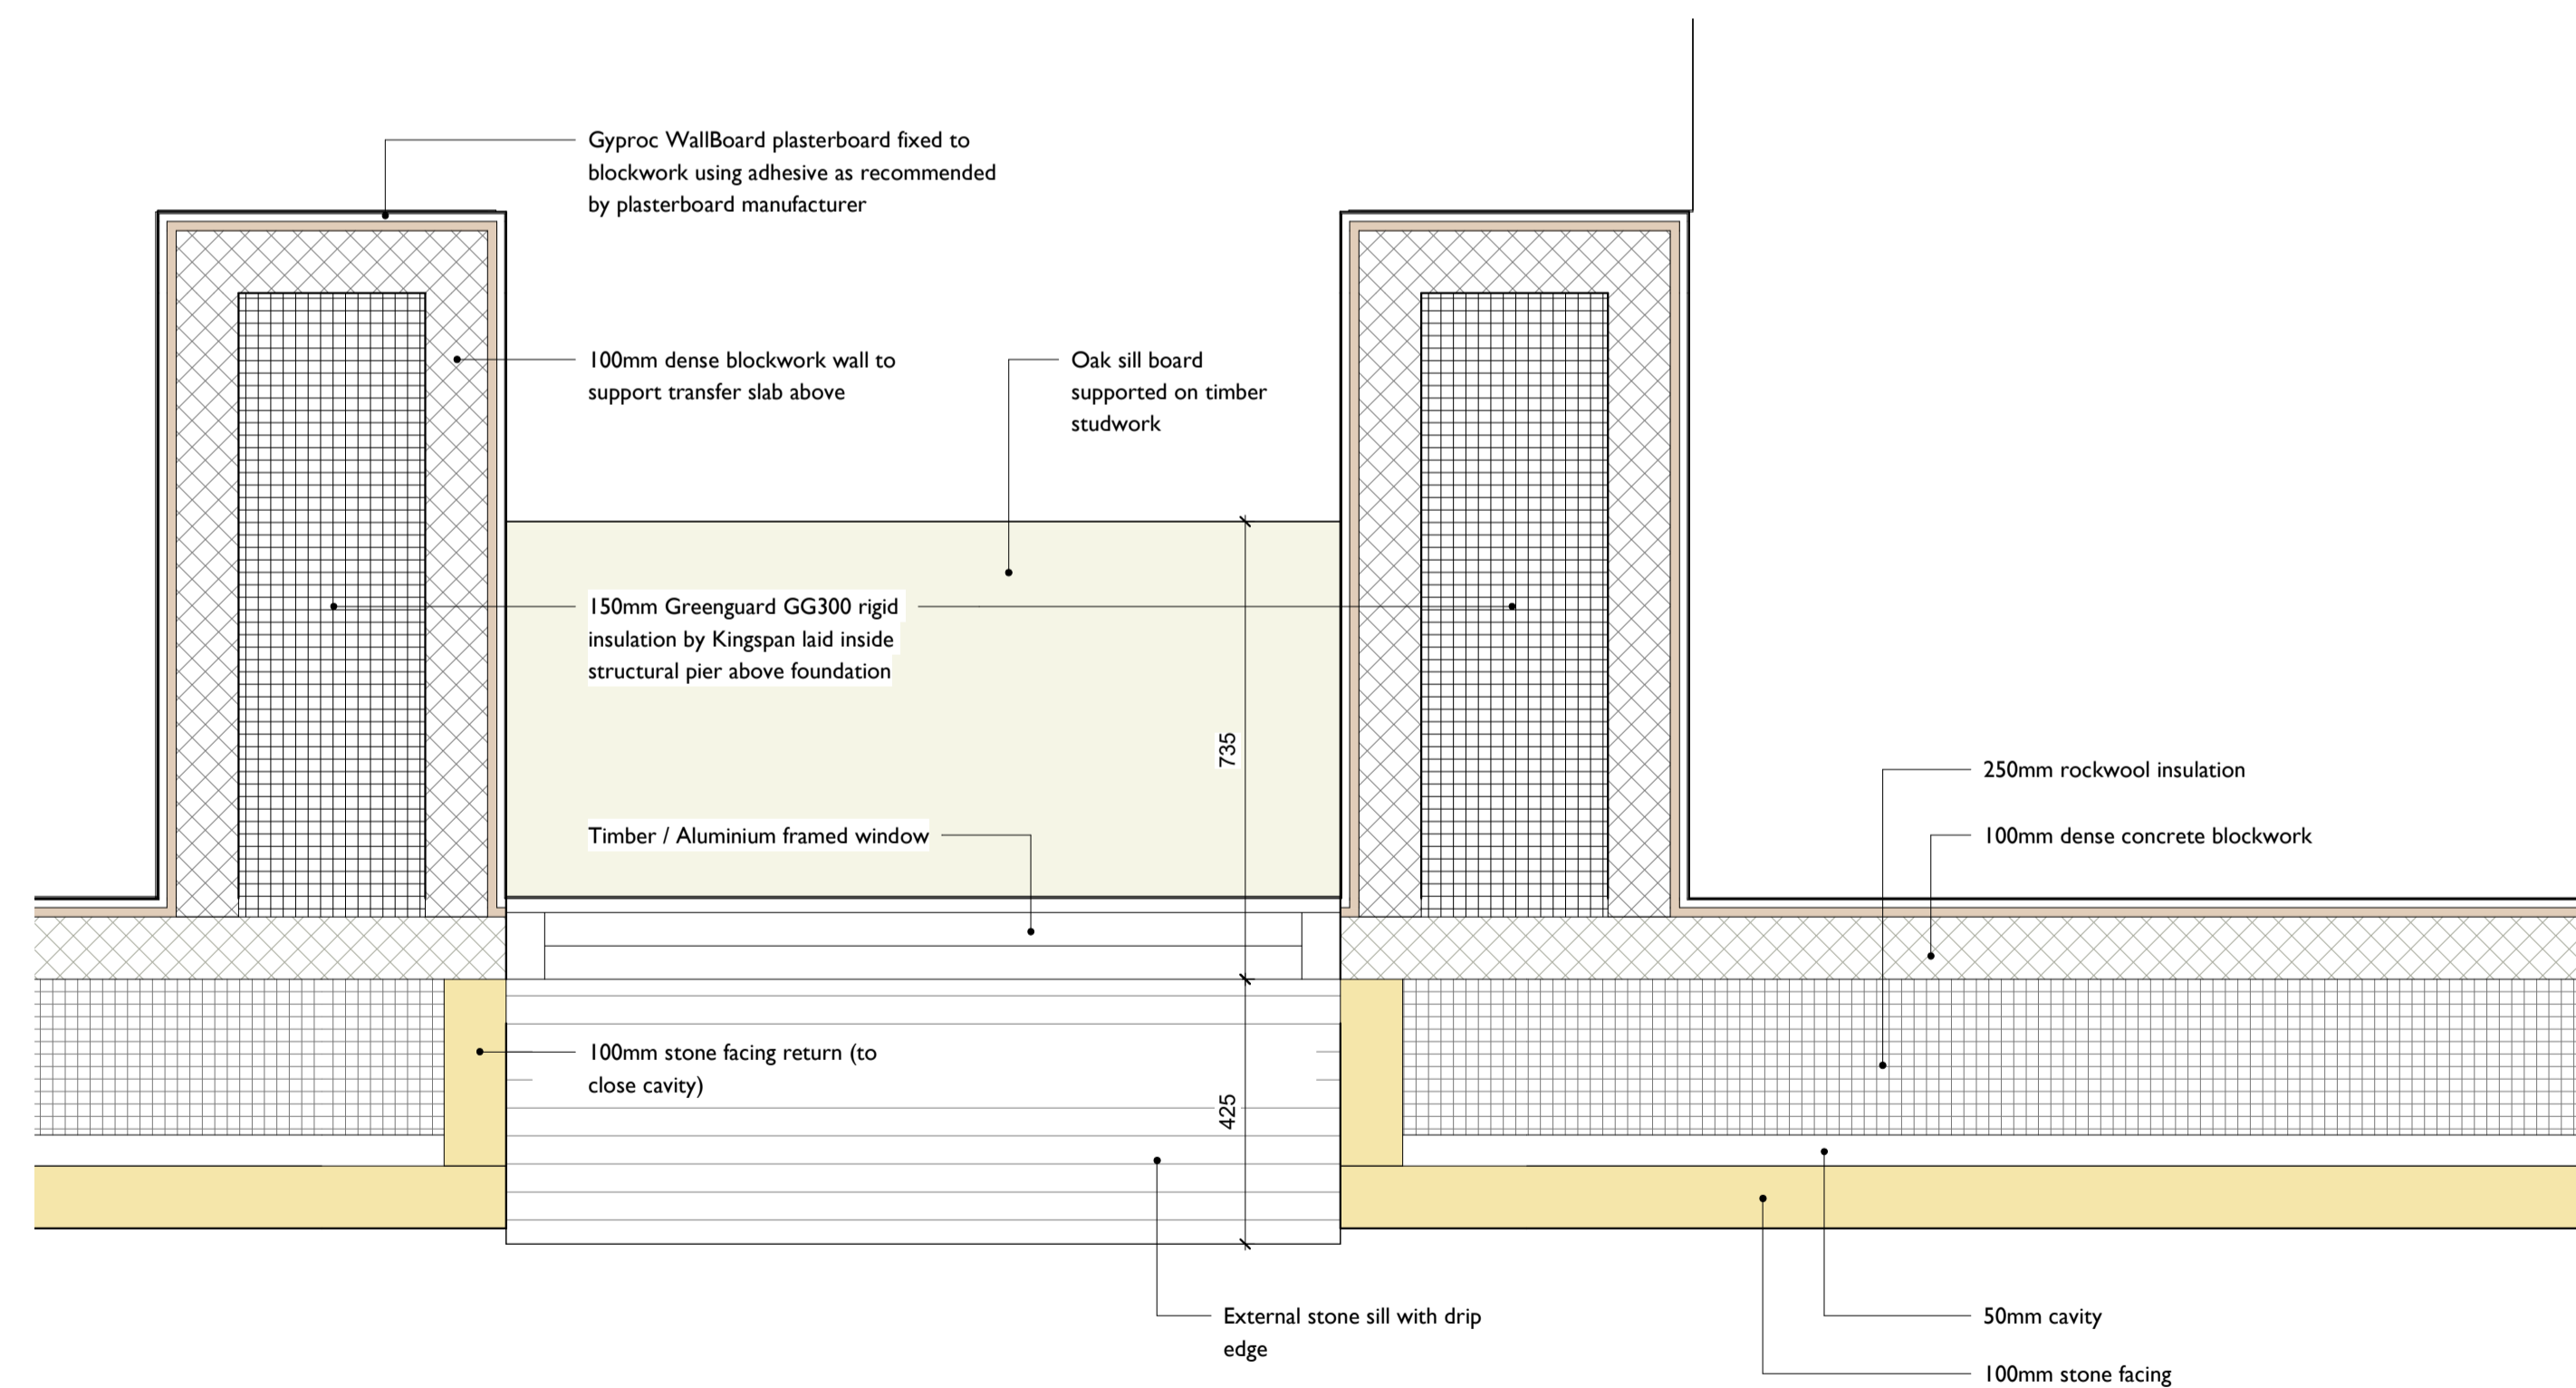 Gyproc WallBoard plasterboard fixed to
blockwork using adhesive as recommended
by plasterboard manufacturer
100mm dense blockwork wall to
support transfer slab above
Oak sill board
supported on timber
studwork
150mm Greenguard GG300 rigid
insulation by Kingspan laid inside
structural pier above foundation
735
Timber / Aluminium framed window
250mm rockwool insulation
100mm dense concrete blockwork
100mm stone facing return (to
close cavity)
425
External stone sill with drip
edge
50mm cavity
100mm stone facing